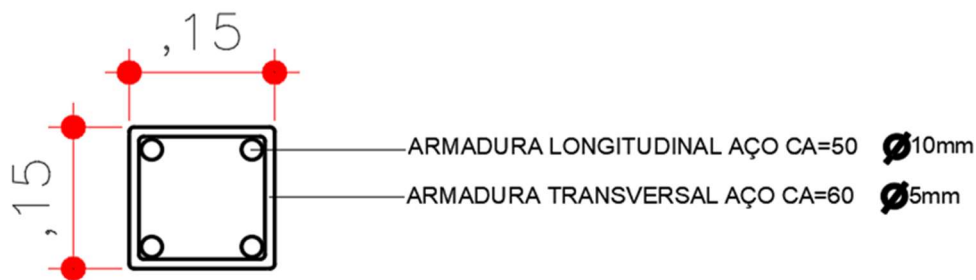 ,15
,15
ARMADURA LONGITUDINAL AÇO CA=50 Ø10mm
ARMADURA TRANSVERSAL AÇO CA=60 Ø5mm